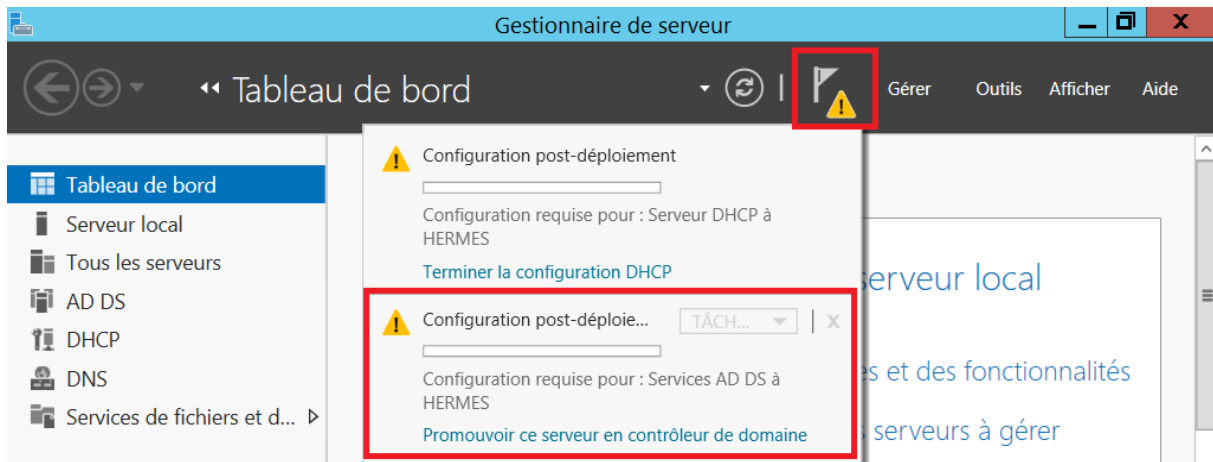 Gestionnaire de serveur
Tableau de bord
Gérer
Outils
Afficher
Aide
Tableau de bord
Serveur local
Tous les serveurs
AD DS
DHCP
DNS
Services de fichiers et d...
Configuration post-déploiement
Configuration requise pour : Serveur DHCP à
HERMES
Terminer la configuration DHCP
Configuration post-déploie...
TÂCH...
X
Configuration requise pour : Services AD DS à
HERMES
Promouvoir ce serveur en contrôleur de domaine
serveur local
es et des fonctionnalités
serveurs à gérer